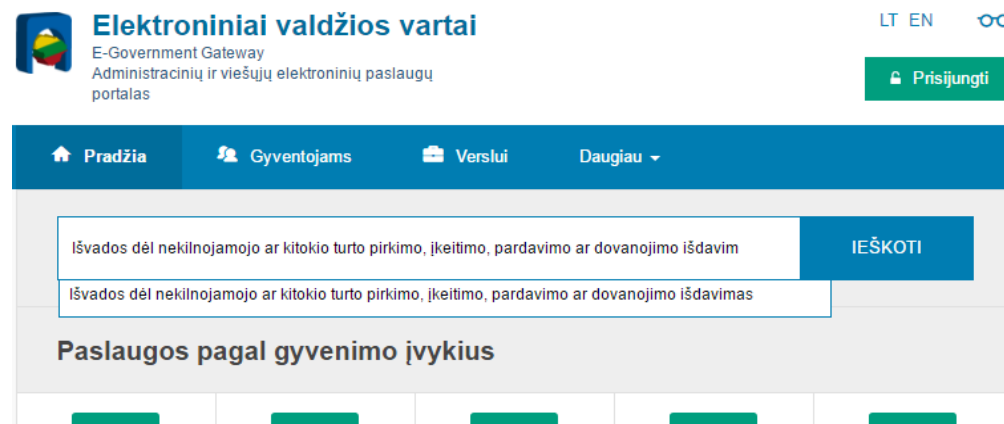 Elektroniniai valdžios vartai
E-Government Gateway
Administracinių ir viešųjų elektroninių paslaugų
portalas
LT EN
Prisijungti
Pradžia Gyventojams Verslui Daugiau
Išvados dėl nekilnojamojo ar kitokio turto pirkimo, įkeitimo, pardavimo ar dovanojimo išdavim
IEŠKOTI
Išvados dėl nekilnojamojo ar kitokio turto pirkimo, įkeitimo, pardavimo ar dovanojimo išdavimas
Paslaugos pagal gyvenimo įvykius